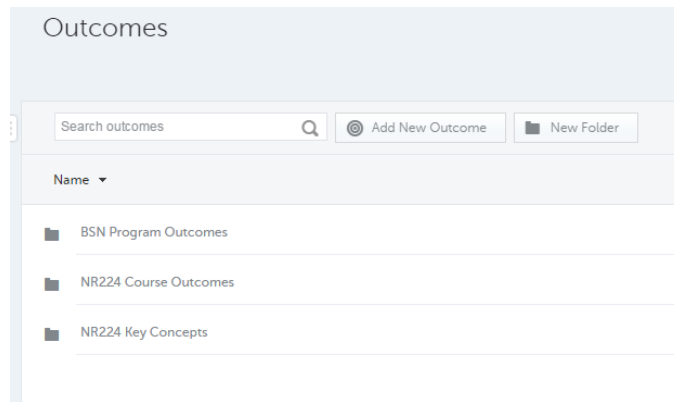 Outcomes
Search outcomes
Add New Outcome
New Folder
Name
BSN Program Outcomes
NR224 Course Outcomes
NR224 Key Concepts